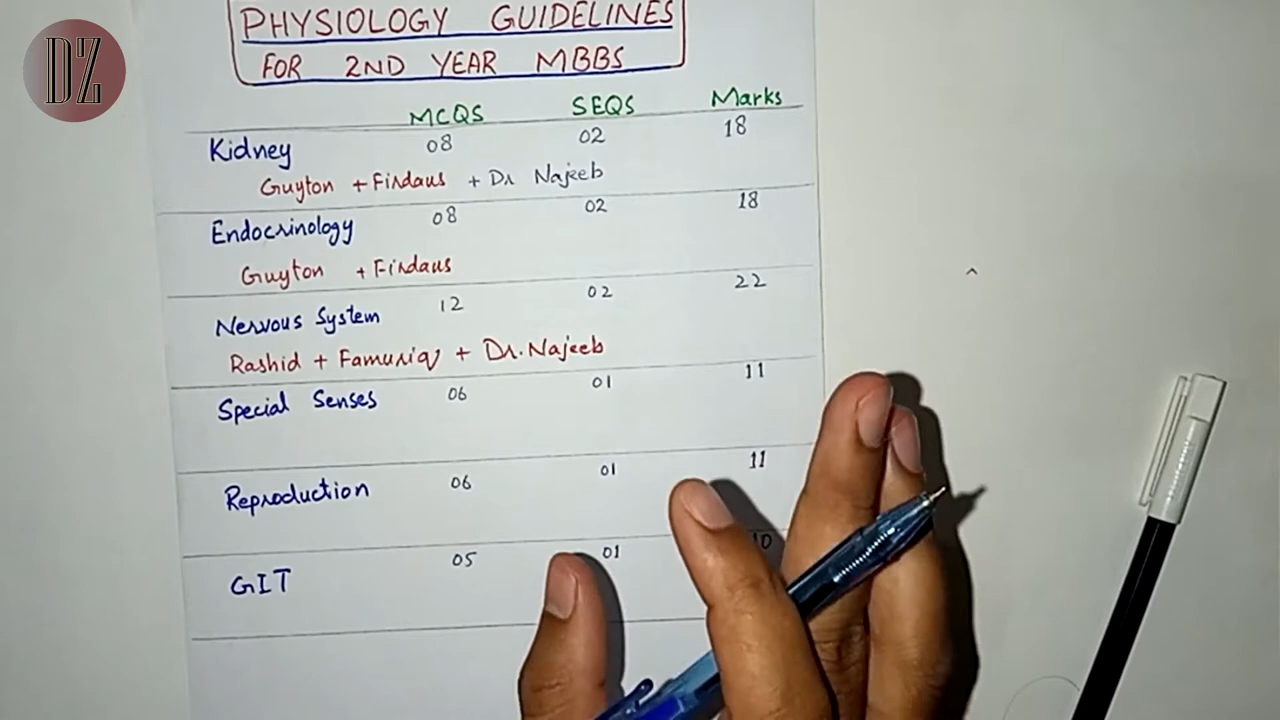 DZ
PHYSIOLOGY GUIDELINES
FOR 2ND YEAR MBBS
MCQS SEQS Marks
Kidney 08 02 18
Guyton + Firdaus + Dr Najeeb
Endocrinology 08 02 18
Guyton + Firdaus
Nervous System 12 02 22
Rashid + Famuriq + Dr. Najeeb
Special Senses 06 01 11
Reproduction 06 01 11
GIT 05 01 10